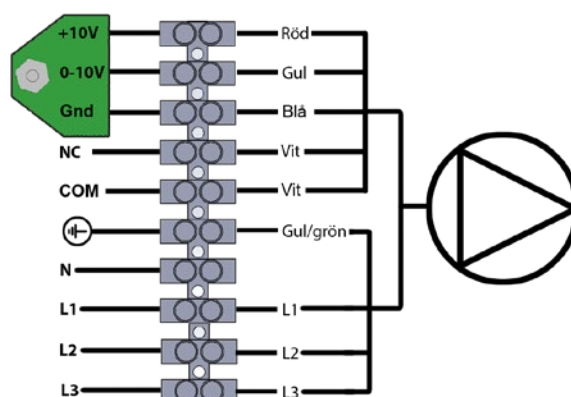 +10V Röd
0-10V Gul
Gnd Blå
NC Vit
COM Vit
Gul/grön
N
L1 L1
L2 L2
L3 L3